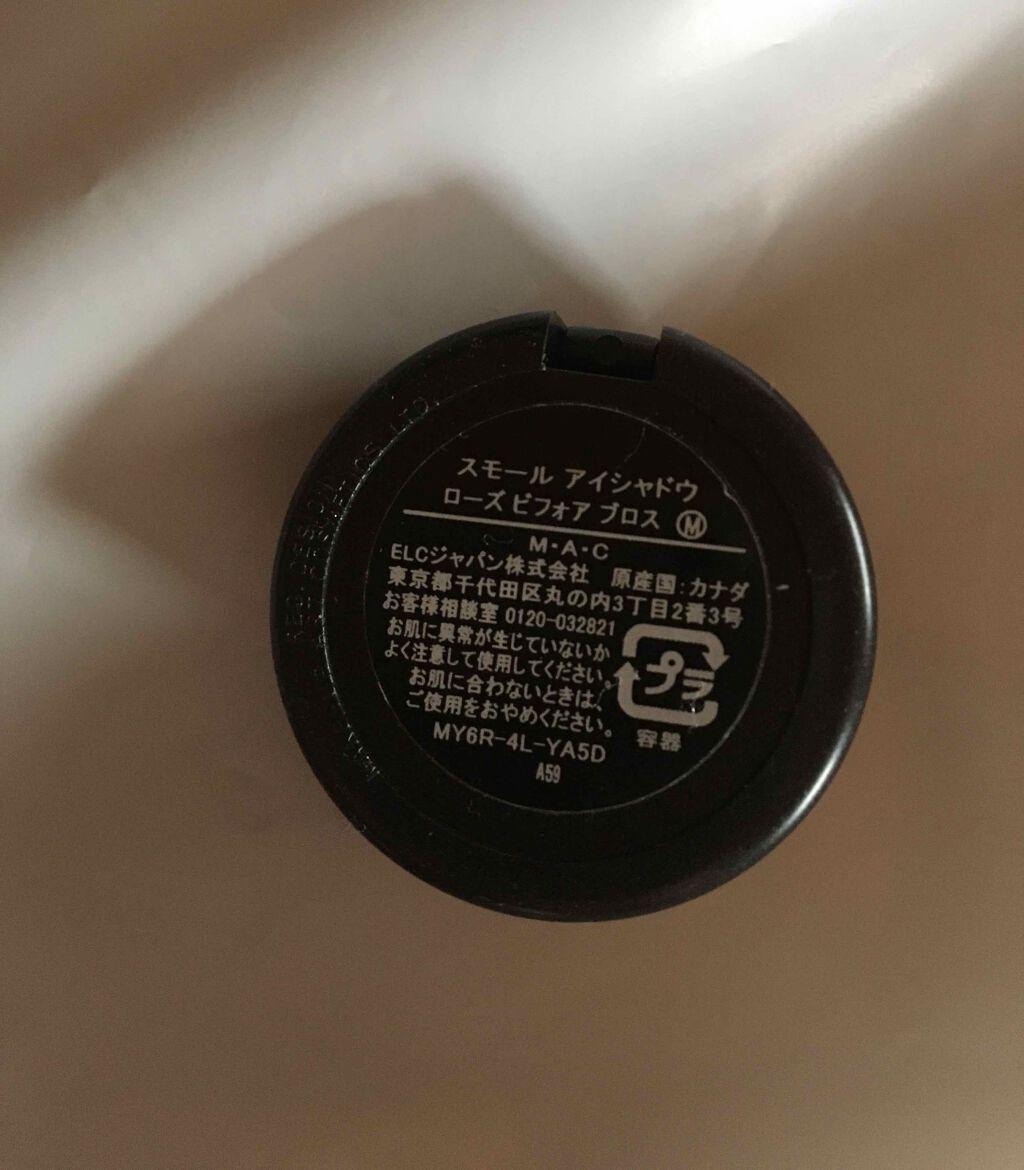 スモール アイシャドウ
ローズ ビフォア ブロス Ⓜ
M・A・C
ELCジャパン株式会社 原産国:カナダ
東京都千代田区丸の内3丁目2番3号
お客様相談室 0120-032821
お肌に異常が生じていないか
よく注意して使用してください。
お肌に合わないときは、
ご使用をおやめください。
プラ
容器
MY6R-4L-YA5D
A59
LTD.